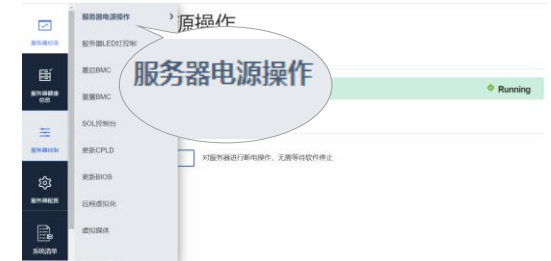 服务器总览
服务器健康
信息
服务器控制
服务器配置
系统清单
服务器电源操作
服务器LED灯控制
重启BMC
重置BMC
SOL控制台
更新CPLD
更新BIOS
远程虚拟化
虚拟媒体
源操作
服务器电源操作
Running
对服务器进行断电操作，无需等待软件停止